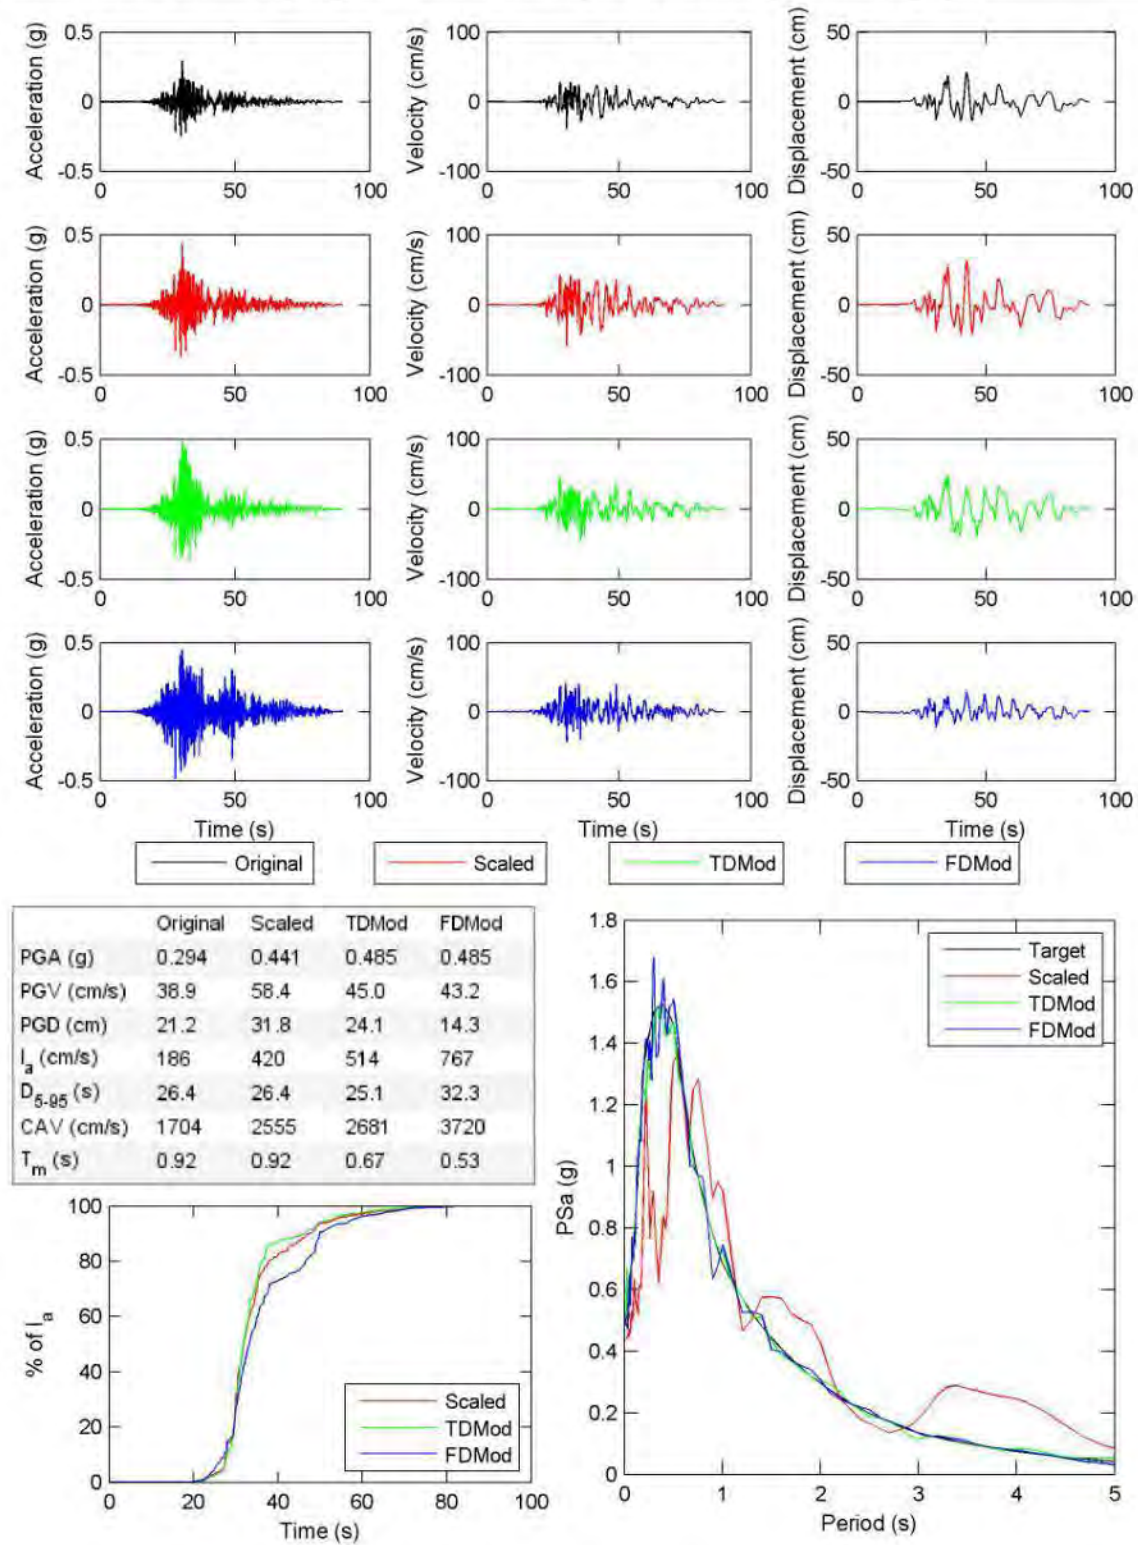 Acceleration (g)
0.5
0
-0.5
0 50 100
Velocity (cm/s)
100
0
-100
0 50 100
Displacement (cm)
50
0
-50
0 50 100
Acceleration (g)
0.5
0
-0.5
0 50 100
Velocity (cm/s)
100
0
-100
0 50 100
Displacement (cm)
50
0
-50
0 50 100
Acceleration (g)
0.5
0
-0.5
0 50 100
Velocity (cm/s)
100
0
-100
0 50 100
Displacement (cm)
50
0
-50
0 50 100
Acceleration (g)
0.5
0
-0.5
0 50 100
Time (s)
Velocity (cm/s)
100
0
-100
0 50 100
Time (s)
Displacement (cm)
50
0
-50
0 50 100
Time (s)
Original Scaled TDMod FDMod
Original Scaled TDMod FDMod
PGA (g) 0.294 0.441 0.485 0.485
PGV (cm/s) 38.9 58.4 45.0 43.2
PGD (cm) 21.2 31.8 24.1 14.3
I_a (cm/s) 186 420 514 767
D_5-95 (s) 26.4 26.4 25.1 32.3
CAV (cm/s) 1704 2555 2681 3720
T_m (s) 0.92 0.92 0.67 0.53
% of I_a
100
80
60
40
20
0
0 20 40 60 80 100
Time (s)
Scaled
TDMod
FDMod
PSa (g)
1.8
1.6
1.4
1.2
1
0.8
0.6
0.4
0.2
0
0 1 2 3 4 5
Period (s)
Target
Scaled
TDMod
FDMod